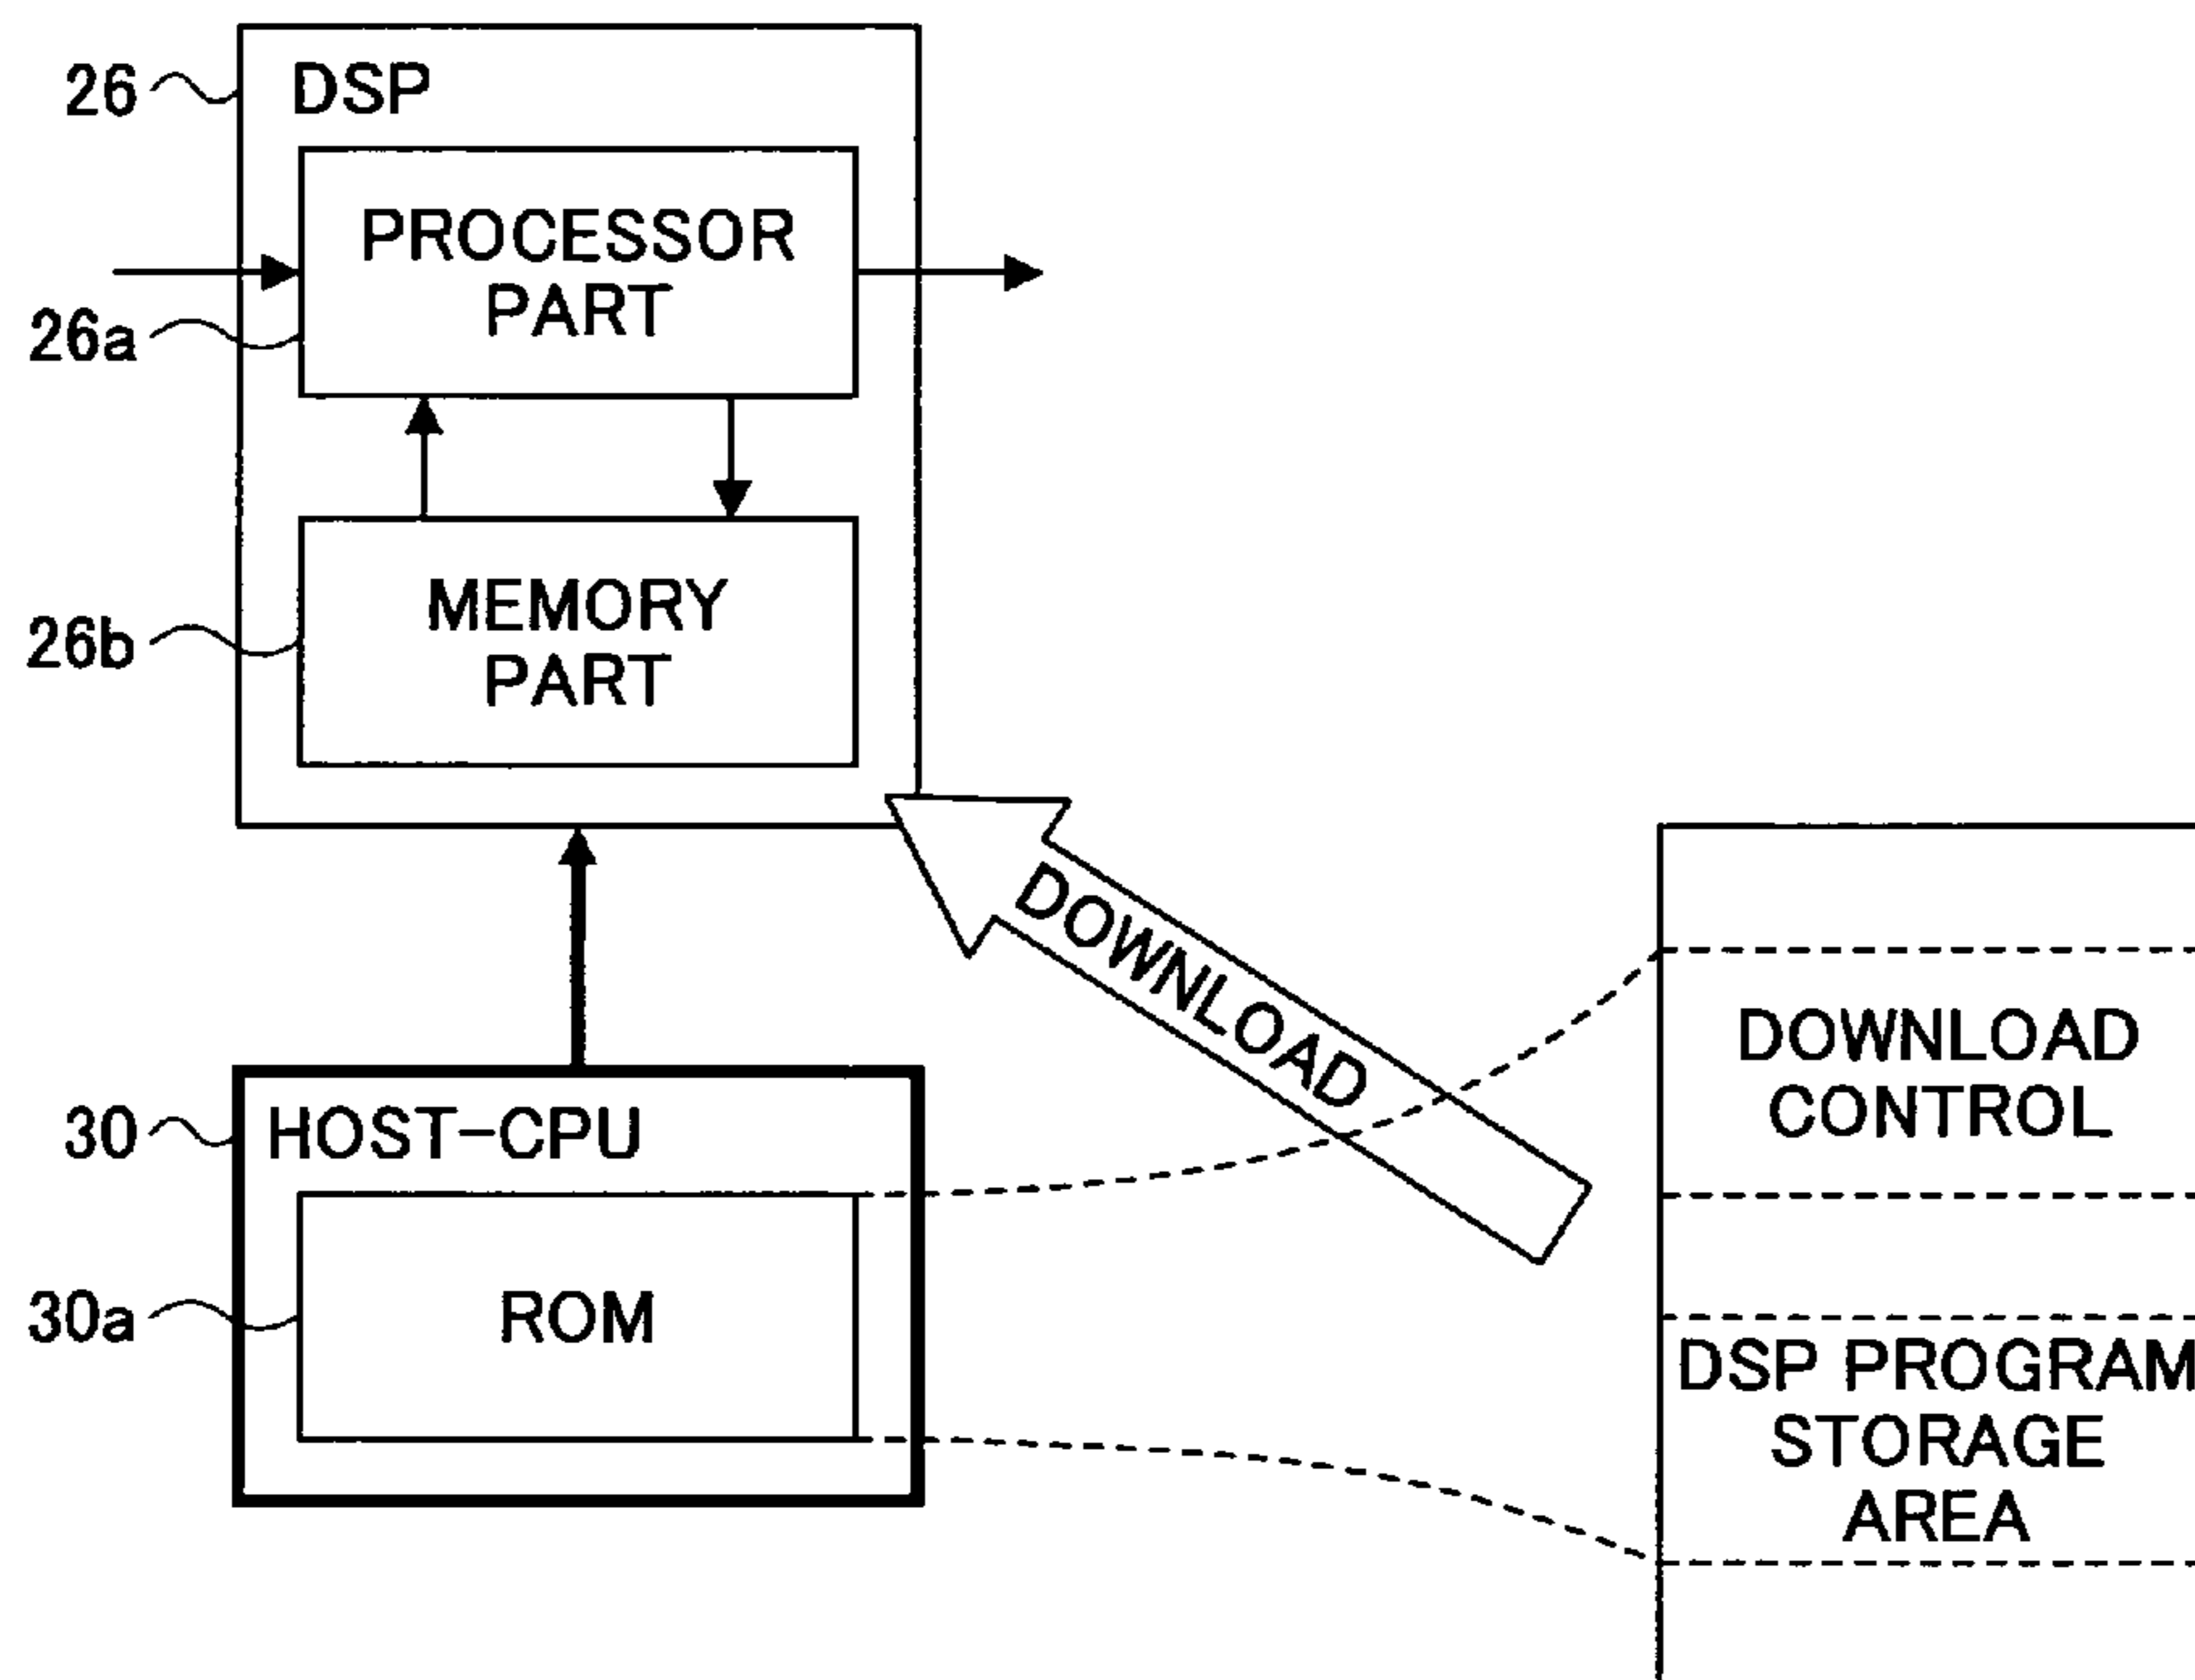 26
DSP
PROCESSOR
PART
26a
MEMORY
PART
26b
DOWNLOAD
30
HOST-CPU
ROM
30a
DOWNLOAD
CONTROL
DSP PROGRAM
STORAGE
AREA